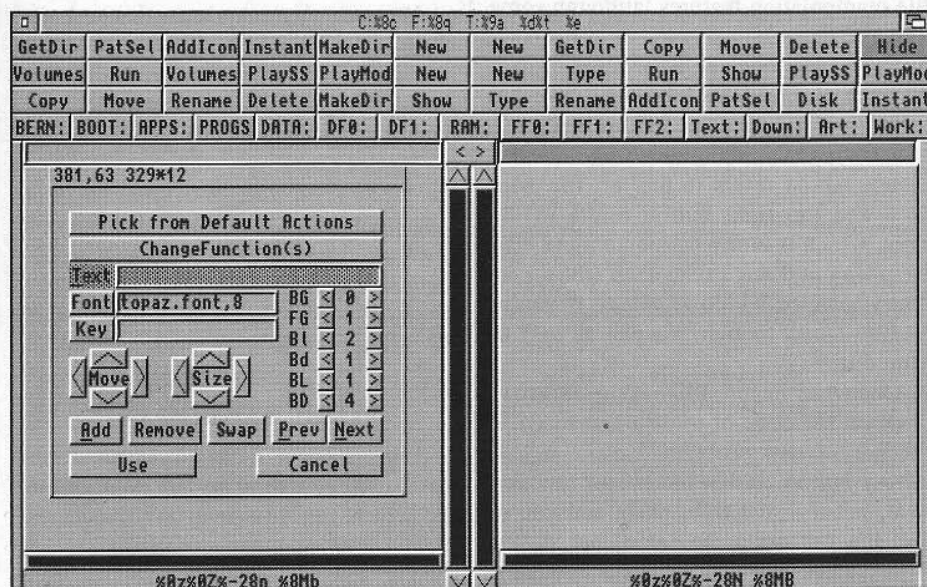 C:%8c F:%8q T:%9a %d%t %e
GetDir PatSel AddIcon Instant MakeDir New New GetDir Copy Move Delete Hide
Volumes Run Volumes PlaySS PlayMod New New Type Run Show PlaySS PlayMod
Copy Move Rename Delete MakeDir Show Type Rename AddIcon PatSel Disk Instant
BERN: BOOT: APPS: PROGS DATA: DF0: DF1: RAM: FF0: FF1: FF2: Text: Down: Art: Work:
< >
381,63 329*12
Pick from Default Actions
ChangeFunction(s)
Text
Font topaz.font,8 BG < 0 >
FG < 1 >
Key
Bl < 2 >
Bd < 1 >
Move Size
BL < 1 >
BD < 4 >
Add Remove Swap Prev Next
Use Cancel
%0z%0Z%-28n %8Mb %0z%0Z%-28N %8MB